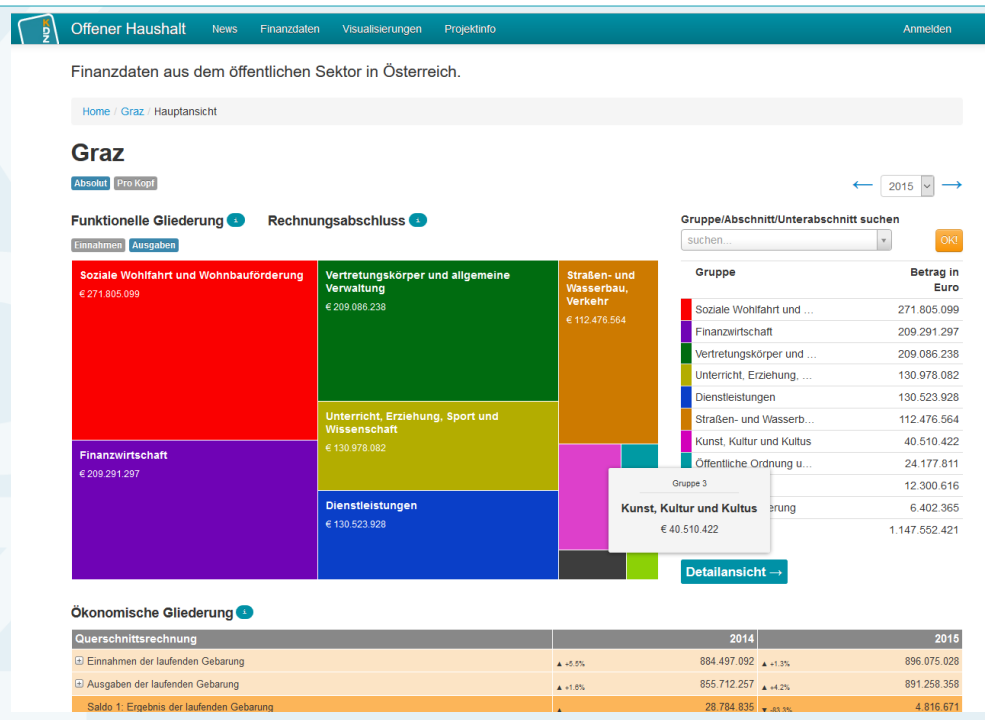 KDZ
Offener Haushalt News Finanzdaten Visualisierungen Projektinfo Anmelden
Finanzdaten aus dem öffentlichen Sektor in Österreich.
Home / Graz / Hauptansicht
Graz
Absolut Pro Kopf
← 2015 →
Funktionelle Gliederung i Rechnungsabschluss i
Einnahmen Ausgaben
Soziale Wohlfahrt und Wohnbauförderung
€ 271.805.099
Finanzwirtschaft
€ 209.291.297
Vertretungskörper und allgemeine
Verwaltung
€ 209.086.238
Unterricht, Erziehung, Sport und
Wissenschaft
€ 130.978.082
Dienstleistungen
€ 130.523.928
Straßen- und
Wasserbau,
Verkehr
€ 112.476.564
Gruppe 3
Kunst, Kultur und Kultus
€ 40.510.422
Gruppe/Abschnitt/Unterabschnitt suchen
suchen... OK!
Gruppe Betrag in
Euro
Soziale Wohlfahrt und ... 271.805.099
Finanzwirtschaft 209.291.297
Vertretungskörper und ... 209.086.238
Unterricht, Erziehung, ... 130.978.082
Dienstleistungen 130.523.928
Straßen- und Wasserb... 112.476.564
Kunst, Kultur und Kultus 40.510.422
Öffentliche Ordnung u... 24.177.811
12.300.616
erung 6.402.365
1.147.552.421
Detailansicht →
Ökonomische Gliederung i
Querschnittsrechnung 2014 2015
Einnahmen der laufenden Gebarung ▲ +5.5% 884.497.092 ▲ +1.3% 896.075.028
Ausgaben der laufenden Gebarung ▲ +1.6% 855.712.257 ▲ +4.2% 891.258.358
Saldo 1: Ergebnis der laufenden Gebarung ▲ 28.784.835 ▼ -83.3% 4.816.671